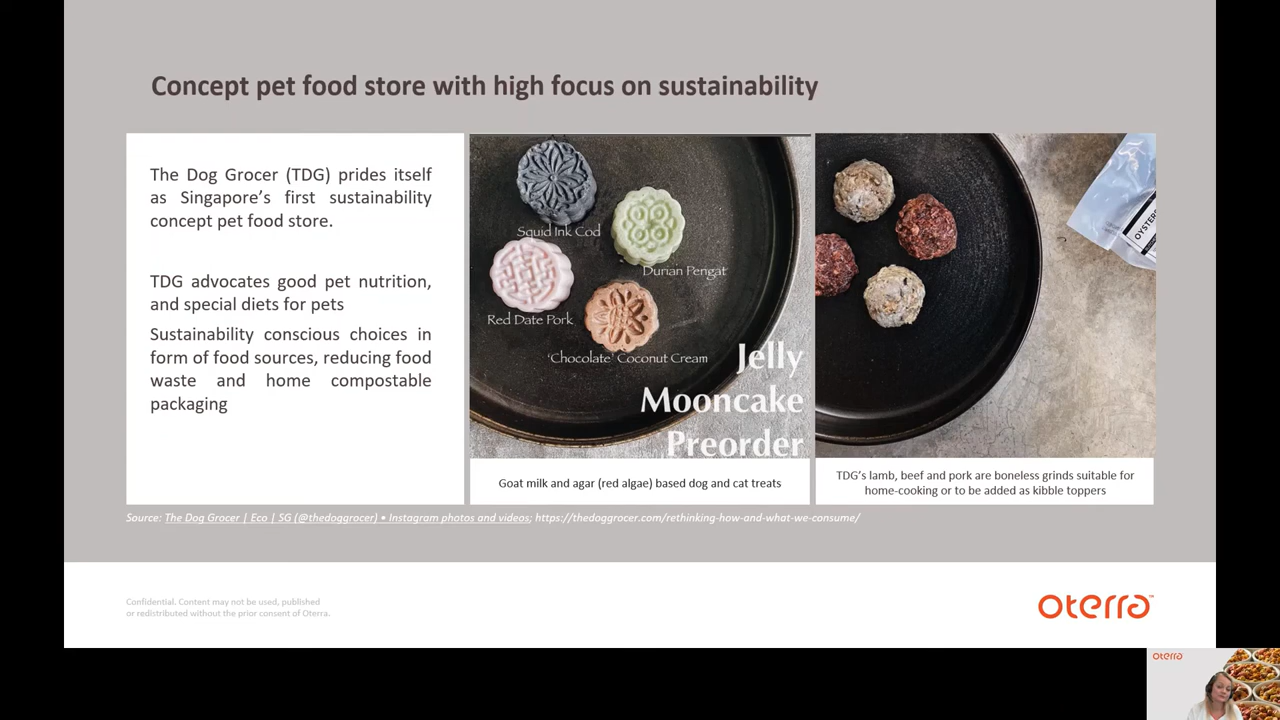 Concept pet food store with high focus on sustainability
The Dog Grocer (TDG) prides itself
as Singapore's first sustainability
concept pet food store.
TDG advocates good pet nutrition,
and special diets for pets
Sustainability conscious choices in
form of food sources, reducing food
waste and home compostable
packaging
Squid Ink Cod
Durian Pengat
Red Date Pork
'Chocolate' Coconut Cream
Jelly
Mooncake
Preorder
Goat milk and agar (red algae) based dog and cat treats
OYSTERS
TDG's lamb, beef and pork are boneless grinds suitable for
home-cooking or to be added as kibble toppers
Source: The Dog Grocer | Eco | SG (@thedoggrocer) • Instagram photos and videos; https://thedoggrocer.com/rethinking-how-and-what-we-consume/
Confidential. Content may not be used, published
or redistributed without the prior consent of Oterra.
oterra™
oterra